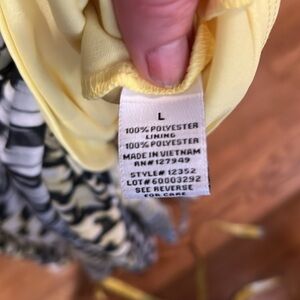 L
100% POLYESTER
LINING
100% POLYESTER
MADE IN VIETNAM
RN#127949
STYLE# 12352
LOT#60003292
SEE REVERSE
FOR CARE